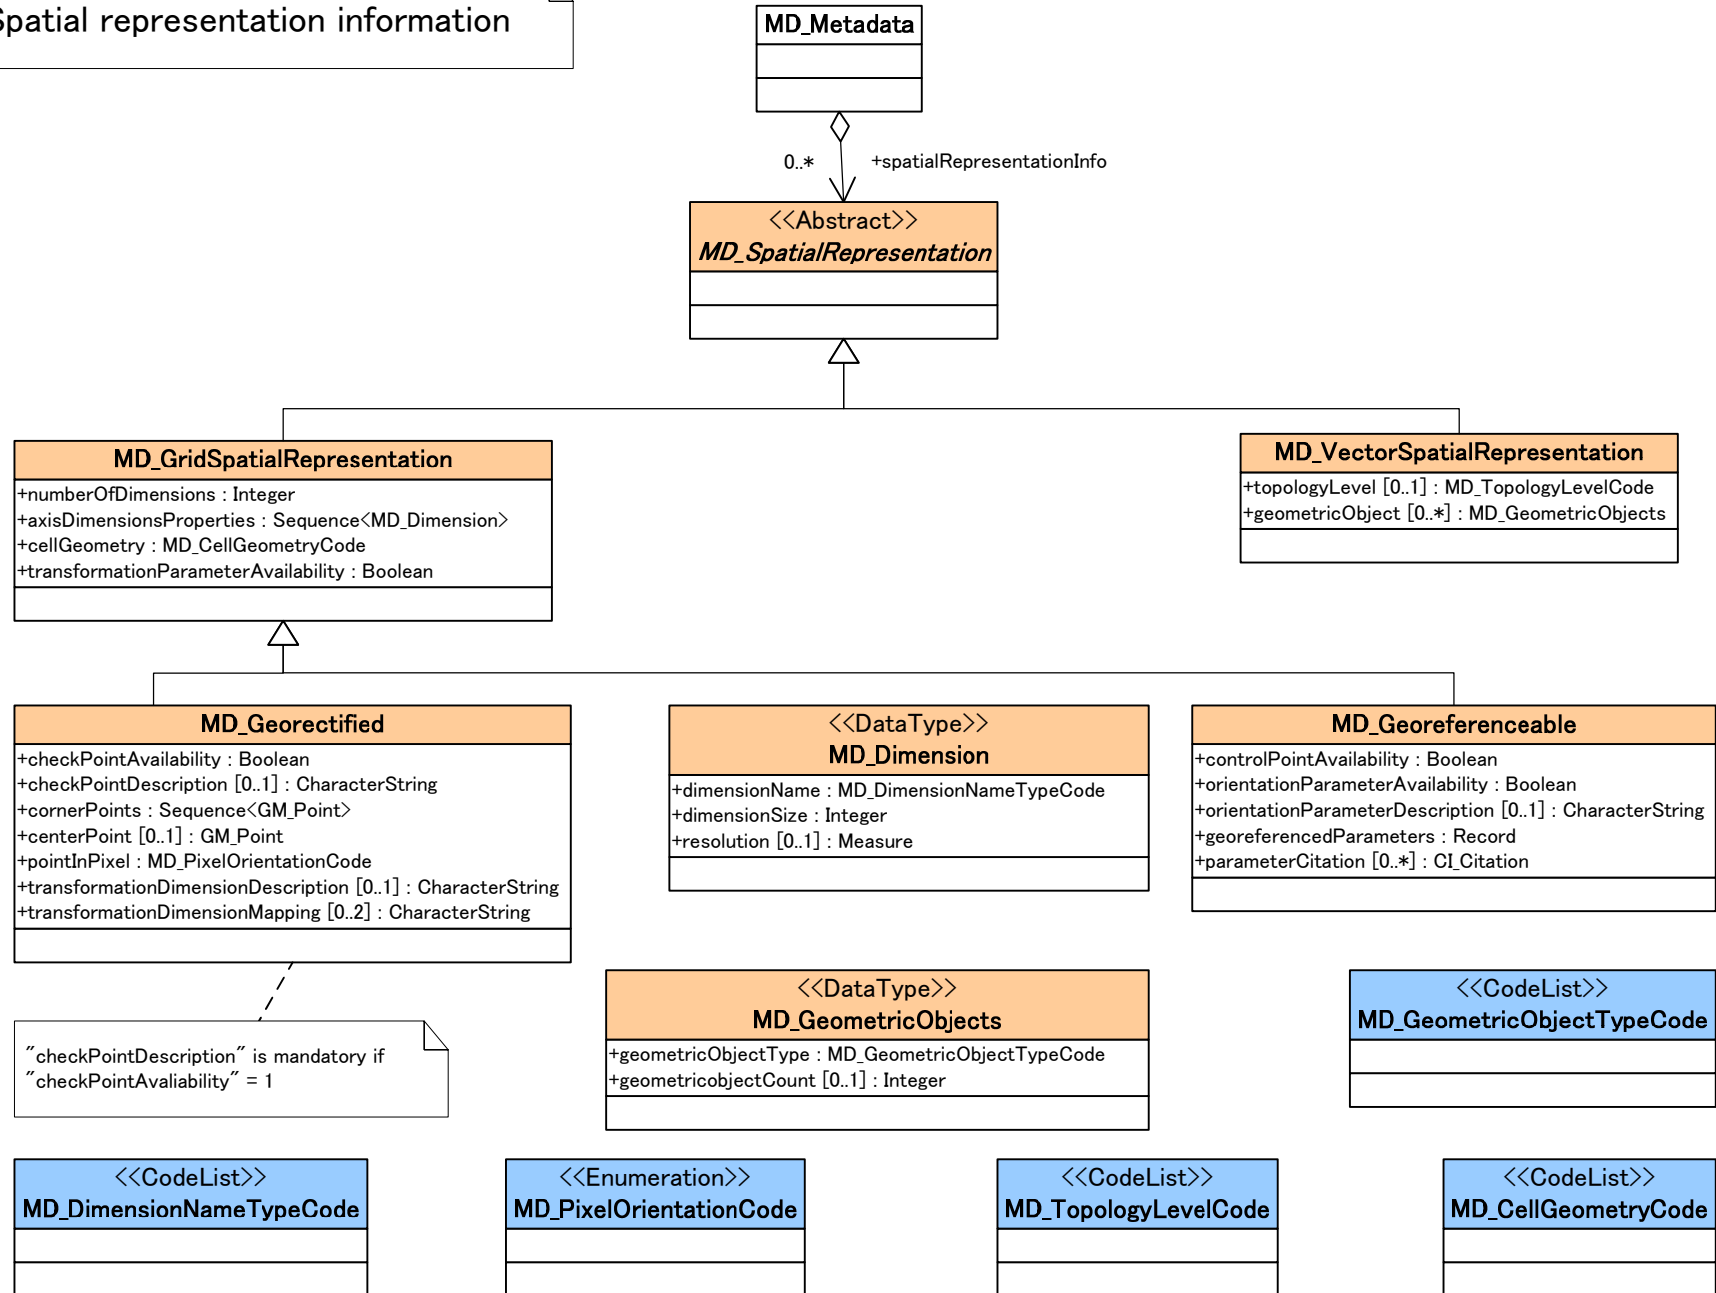 Spatial representation information
MD_Metadata
0..*
+spatialRepresentationInfo
<<Abstract>>
MD_SpatialRepresentation
MD_GridSpatialRepresentation
+numberOfDimensions : Integer
+axisDimensionsProperties : Sequence<MD_Dimension>
+cellGeometry : MD_CellGeometryCode
+transformationParameterAvailability : Boolean
MD_VectorSpatialRepresentation
+topologyLevel [0..1] : MD_TopologyLevelCode
+geometricObject [0..*] : MD_GeometricObjects
MD_Georectified
+checkPointAvailability : Boolean
+checkPointDescription [0..1] : CharacterString
+cornerPoints : Sequence<GM_Point>
+centerPoint [0..1] : GM_Point
+pointInPixel : MD_PixelOrientationCode
+transformationDimensionDescription [0..1] : CharacterString
+transformationDimensionMapping [0..2] : CharacterString
<<DataType>>
MD_Dimension
+dimensionName : MD_DimensionNameTypeCode
+dimensionSize : Integer
+resolution [0..1] : Measure
MD_Georeferenceable
+controlPointAvailability : Boolean
+orientationParameterAvailability : Boolean
+orientationParameterDescription [0..1] : CharacterString
+georeferencedParameters : Record
+parameterCitation [0..*] : CI_Citation
"checkPointDescription" is mandatory if
"checkPointAvaliability" = 1
<<DataType>>
MD_GeometricObjects
+geometricObjectType : MD_GeometricObjectTypeCode
+geometricobjectCount [0..1] : Integer
<<CodeList>>
MD_GeometricObjectTypeCode
<<CodeList>>
MD_DimensionNameTypeCode
<<Enumeration>>
MD_PixelOrientationCode
<<CodeList>>
MD_TopologyLevelCode
<<CodeList>>
MD_CellGeometryCode